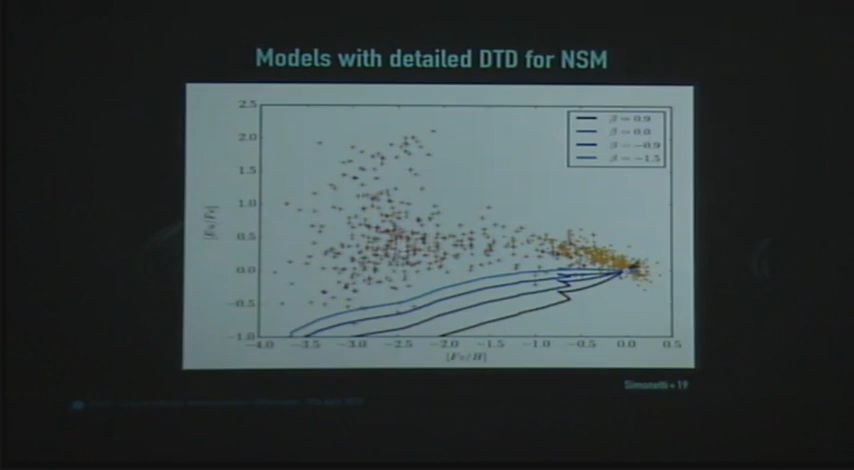 Models with detailed DTD for NSM
2.5
β = 0.9
2.0
β = 0.0
β = −0.9
1.5
β = −1.5
1.0
[Eu/Fe]
0.5
0.0
−0.5
−1.0
−4.0 −3.5 −3.0 −2.5 −2.0 −1.5 −1.0 −0.5 0.0 0.5
[Fe/H]
Simonetti+19